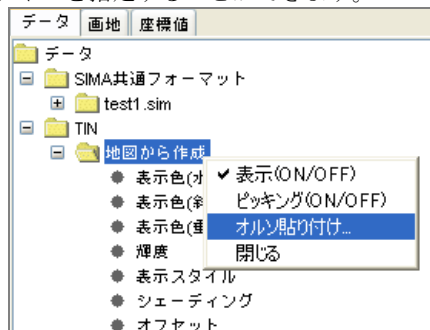 データ 画地 座標値
データ
SIMA共通フォーマット
test1.sim
TIN
地図から作成
表示(ON/OFF)
表示色(水
ピッキング(ON/OFF)
表示色(斜
オルソ貼り付け...
表示色(垂
閉じる
輝度
表示スタイル
シェーディング
オフセット